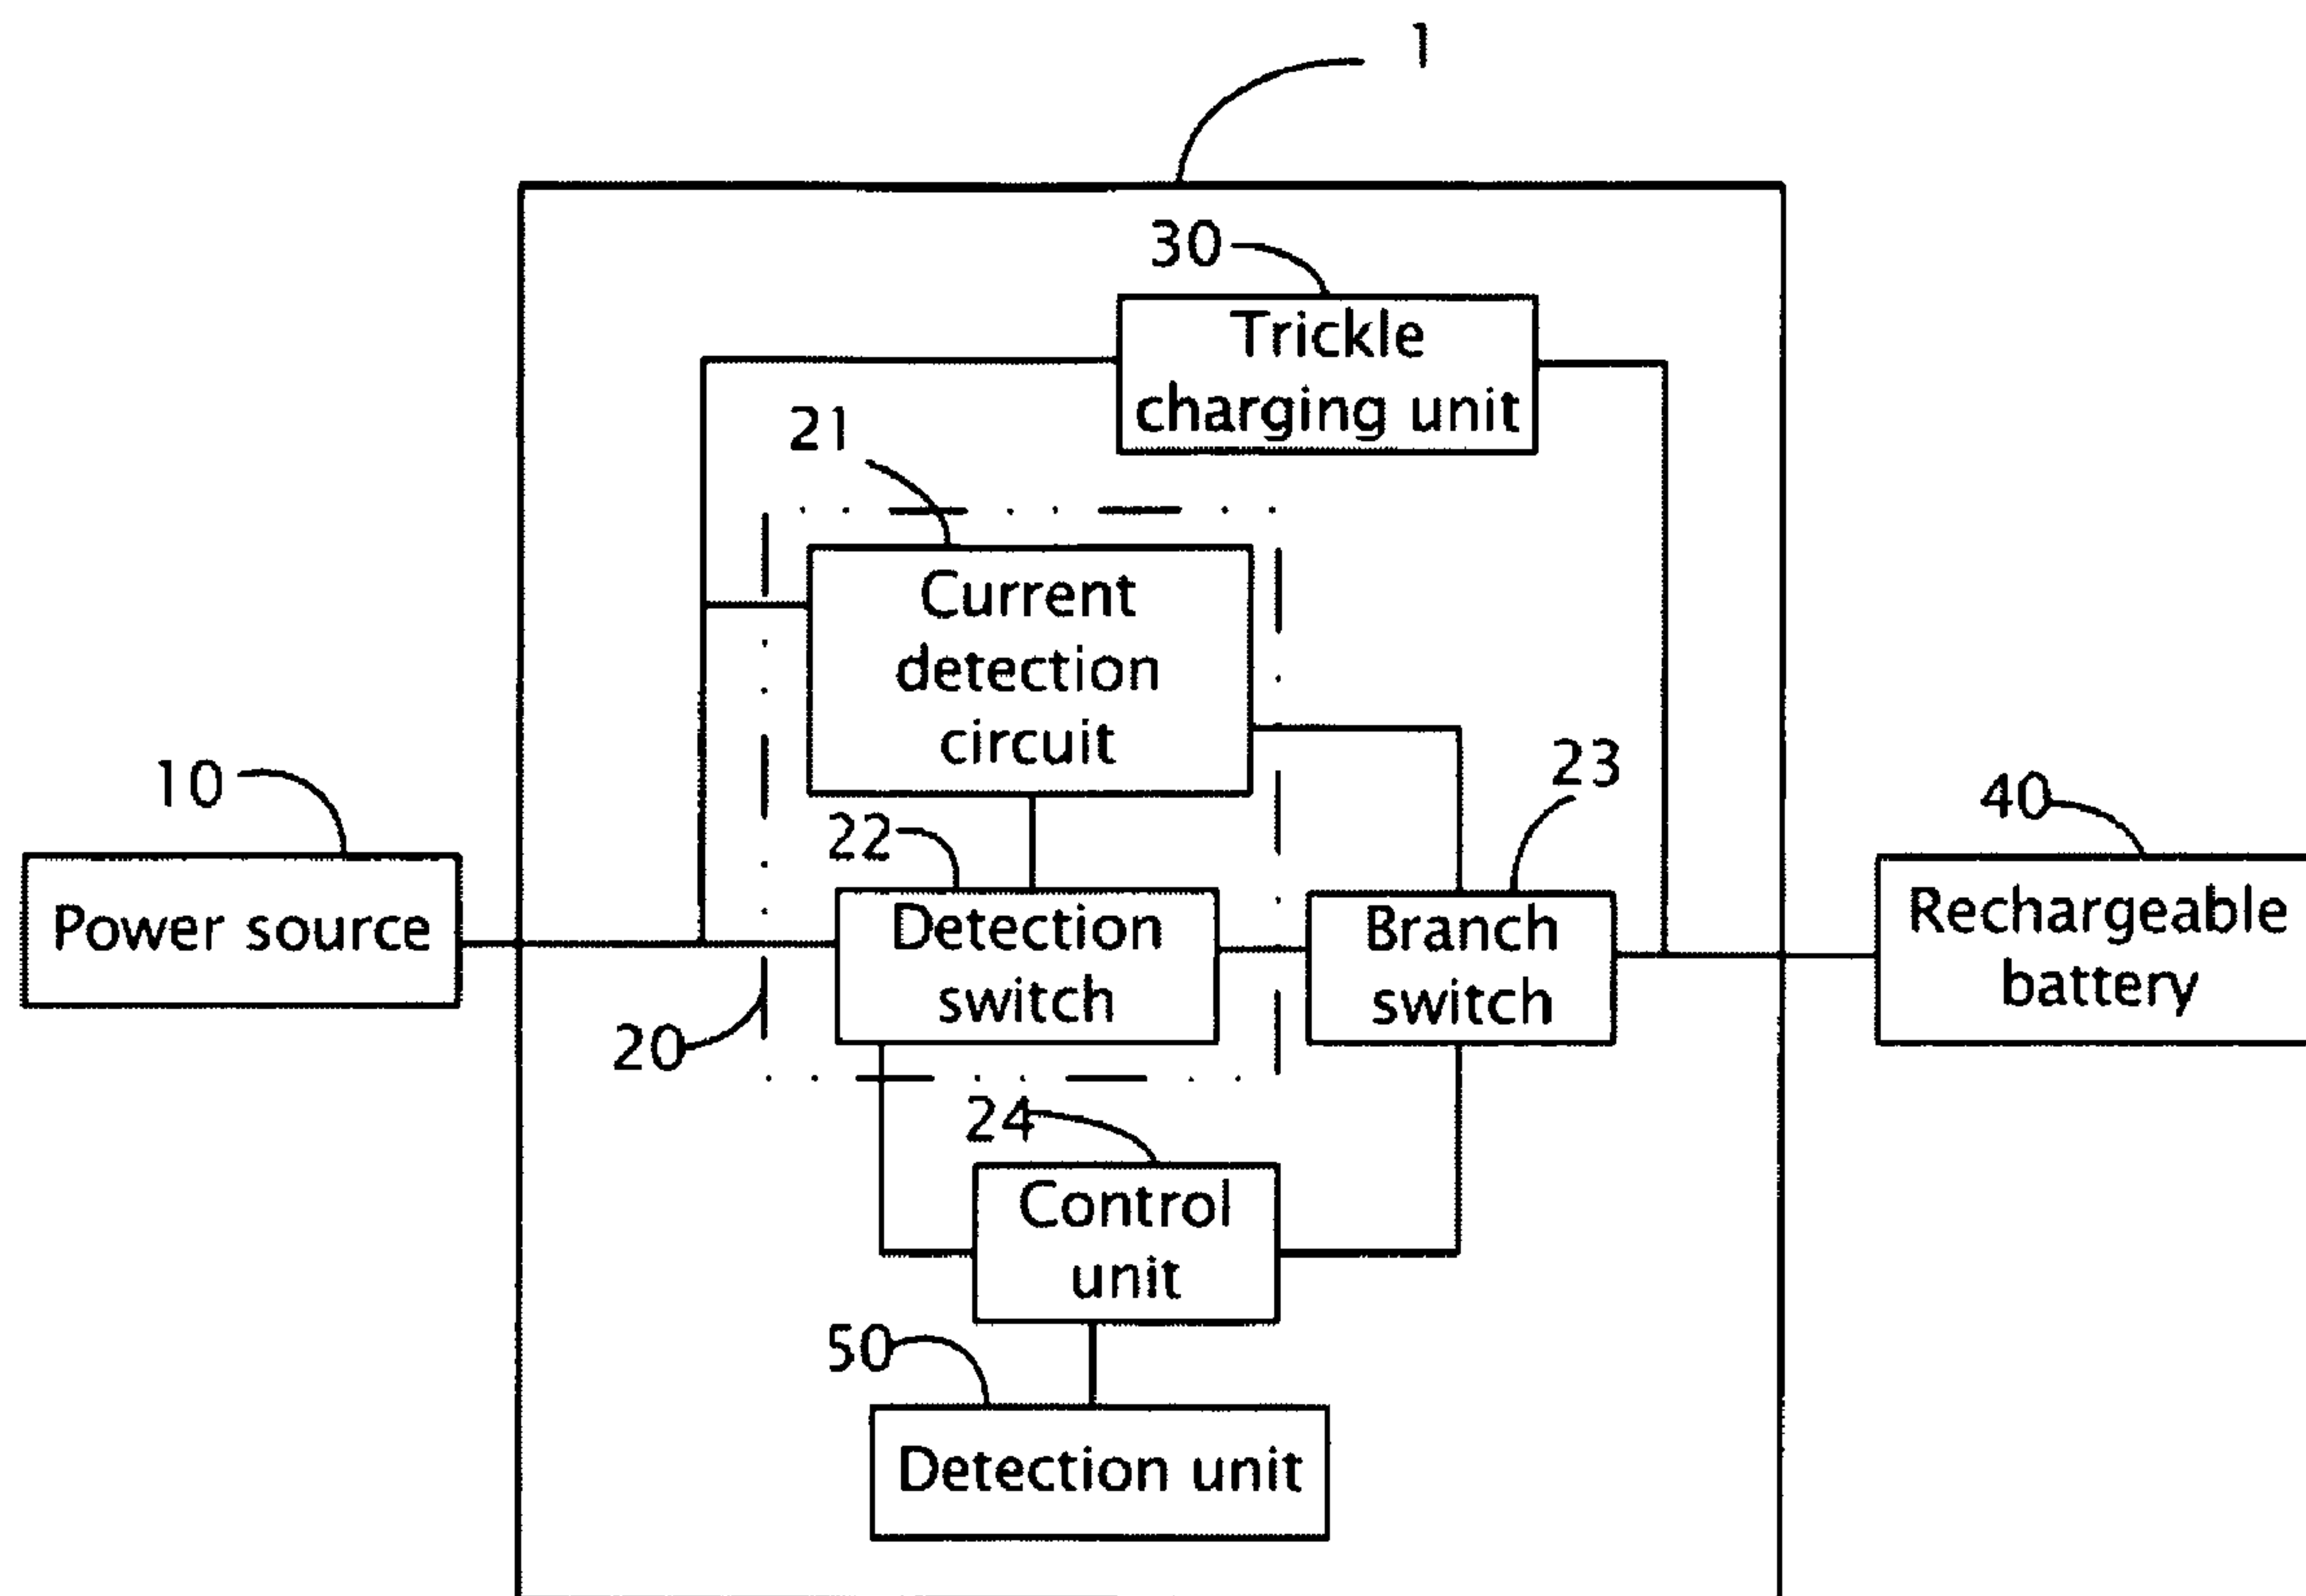 1
30
Trickle
charging unit
21
Current
detection
circuit
10
23
40
22
Power source
Detection
switch
Branch
switch
Rechargeable
battery
20
24
Control
unit
50
Detection unit